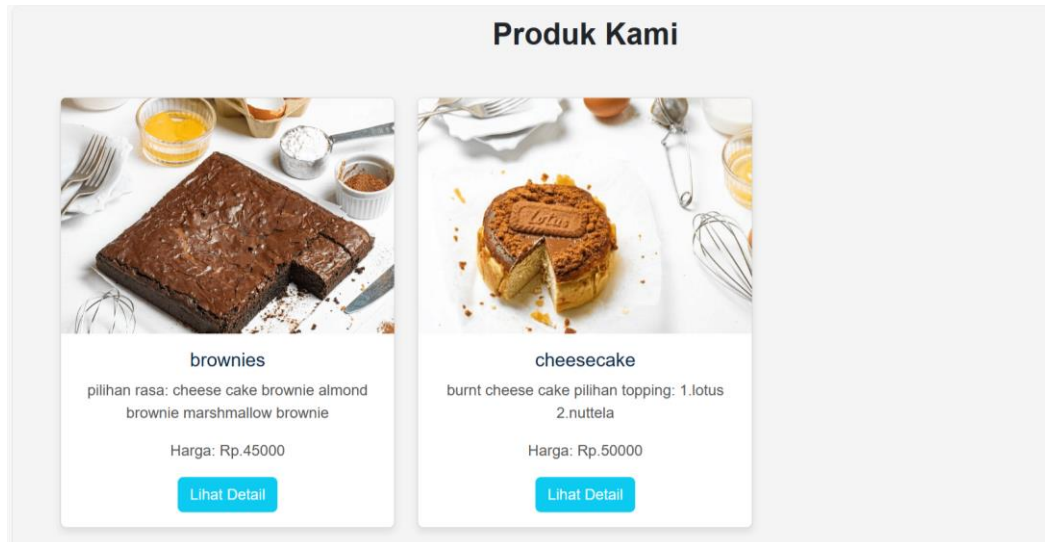 Produk Kami
Lotus
brownies
pilihan rasa: cheese cake brownie almond
brownie marshmallow brownie
Harga: Rp.45000
Lihat Detail
cheesecake
burnt cheese cake pilihan topping: 1.lotus
2.nuttela
Harga: Rp.50000
Lihat Detail